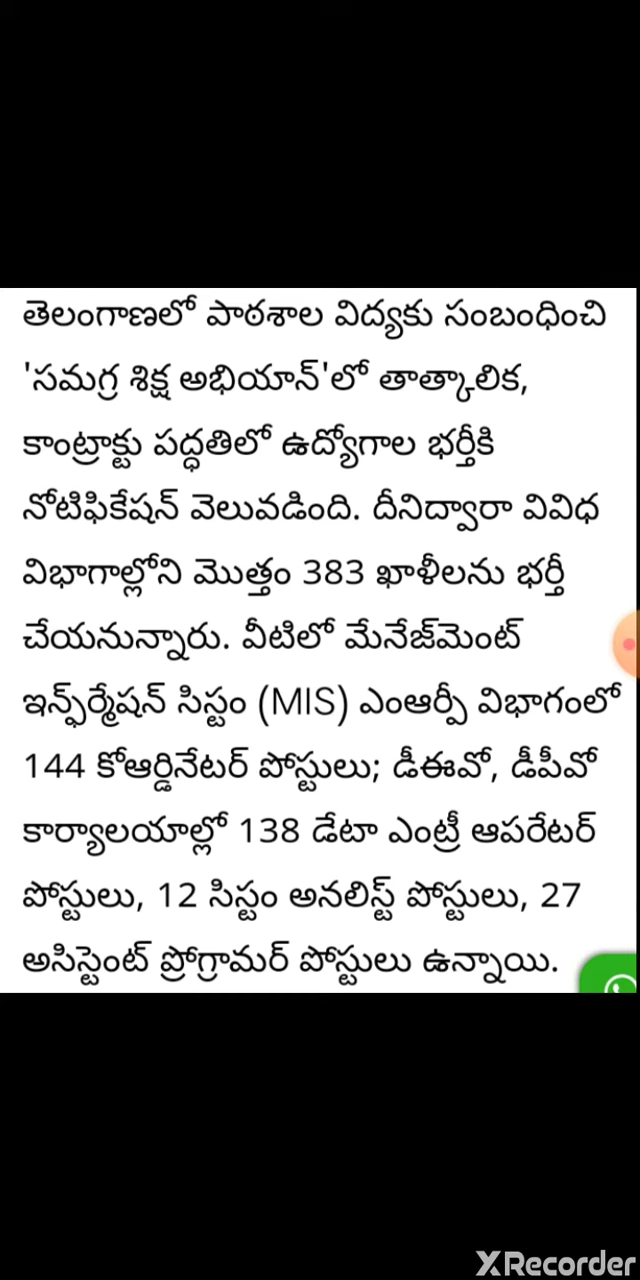 తెలంగాణలో పాఠశాల విద్యకు సంబంధించి
'సమగ్ర శిక్ష అభియాన్'లో తాత్కాలిక,
కాంట్రాక్టు పద్ధతిలో ఉద్యోగాల భర్తీకి
నోటిఫికేషన్ వెలువడింది. దీనిద్వారా వివిధ
విభాగాల్లోని మొత్తం 383 ఖాళీలను భర్తీ
చేయనున్నారు. వీటిలో మేనేజ్‌మెంట్
ఇన్ఫర్మేషన్ సిస్టం (MIS) ఎంఆర్పీ విభాగంలో
144 కోఆర్డినేటర్ పోస్టులు; డీఈవో, డీపీవో
కార్యాలయాల్లో 138 డేటా ఎంట్రీ ఆపరేటర్
పోస్టులు, 12 సిస్టం అనలిస్ట్ పోస్టులు, 27
అసిస్టెంట్ ప్రోగ్రామర్ పోస్టులు ఉన్నాయి.
XRecorder